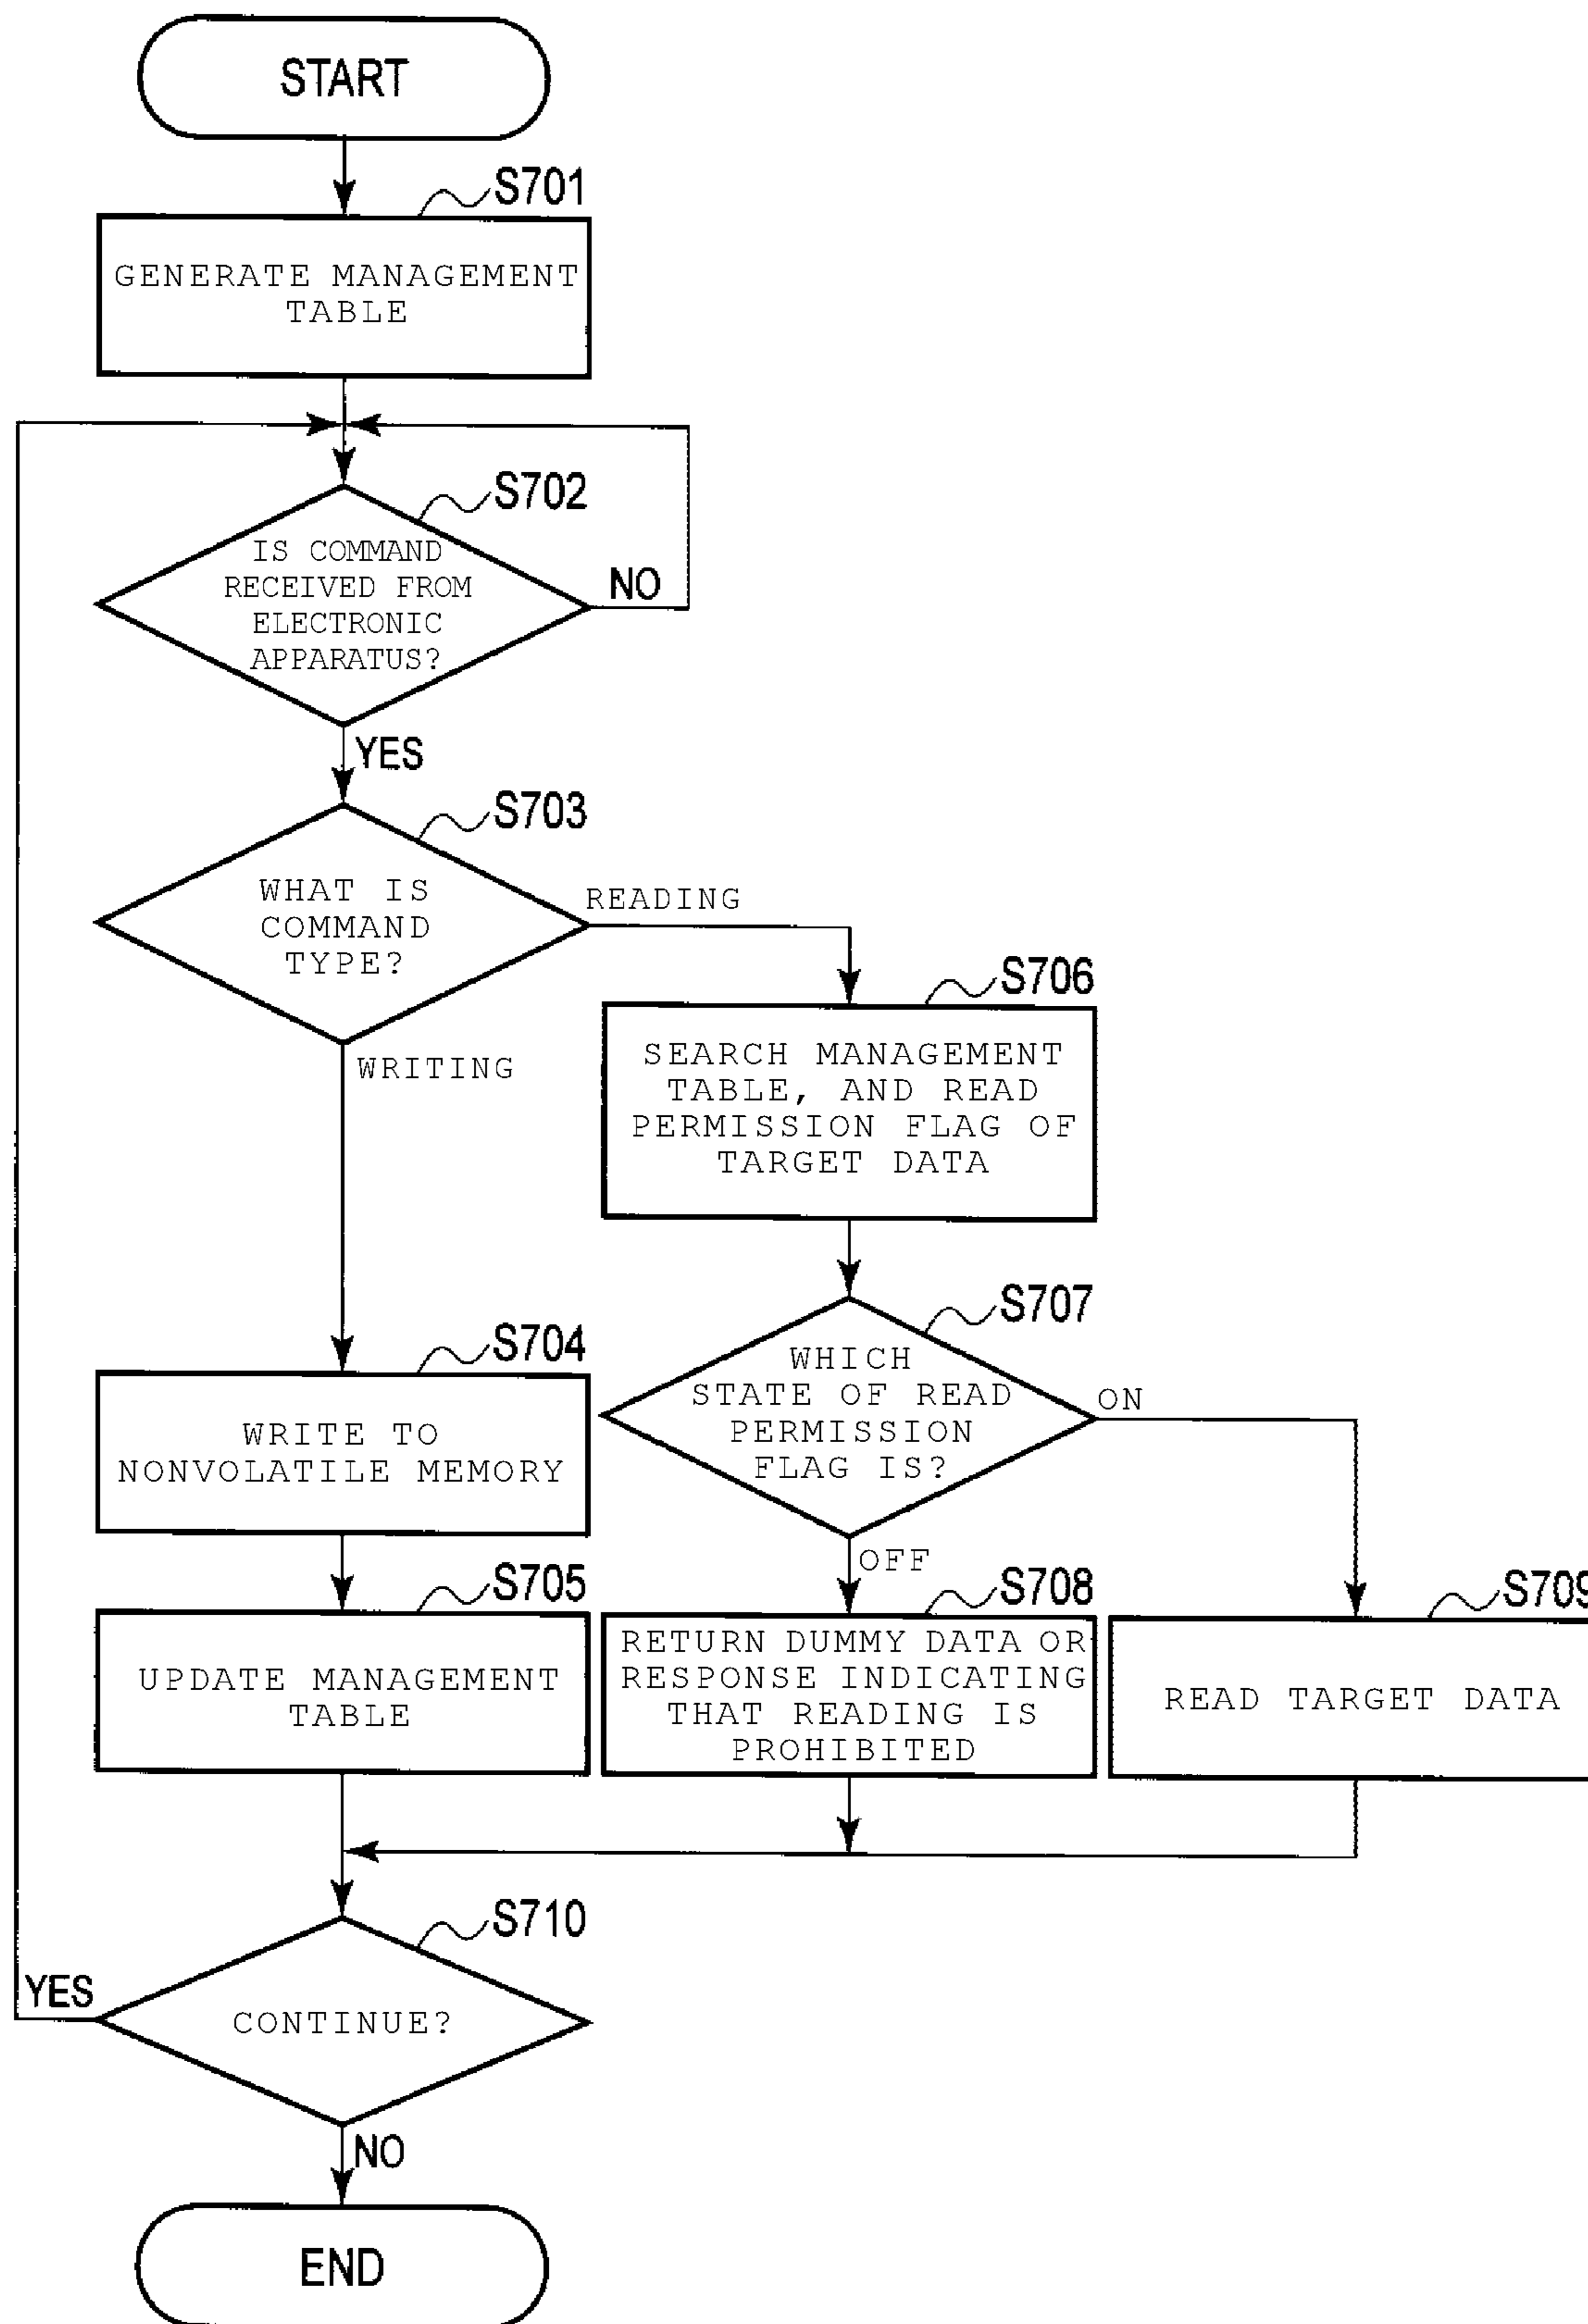 START
S701
GENERATE MANAGEMENT
TABLE
S702
IS COMMAND
RECEIVED FROM
ELECTRONIC
APPARATUS?
NO
YES
S703
WHAT IS
COMMAND
TYPE?
READING
WRITING
S706
SEARCH MANAGEMENT
TABLE, AND READ
PERMISSION FLAG OF
TARGET DATA
S707
WHICH
STATE OF READ
PERMISSION
FLAG IS?
ON
OFF
S704
WRITE TO
NONVOLATILE MEMORY
S705
UPDATE MANAGEMENT
TABLE
S708
RETURN DUMMY DATA OR
RESPONSE INDICATING
THAT READING IS
PROHIBITED
S709
READ TARGET DATA
S710
CONTINUE?
YES
NO
END